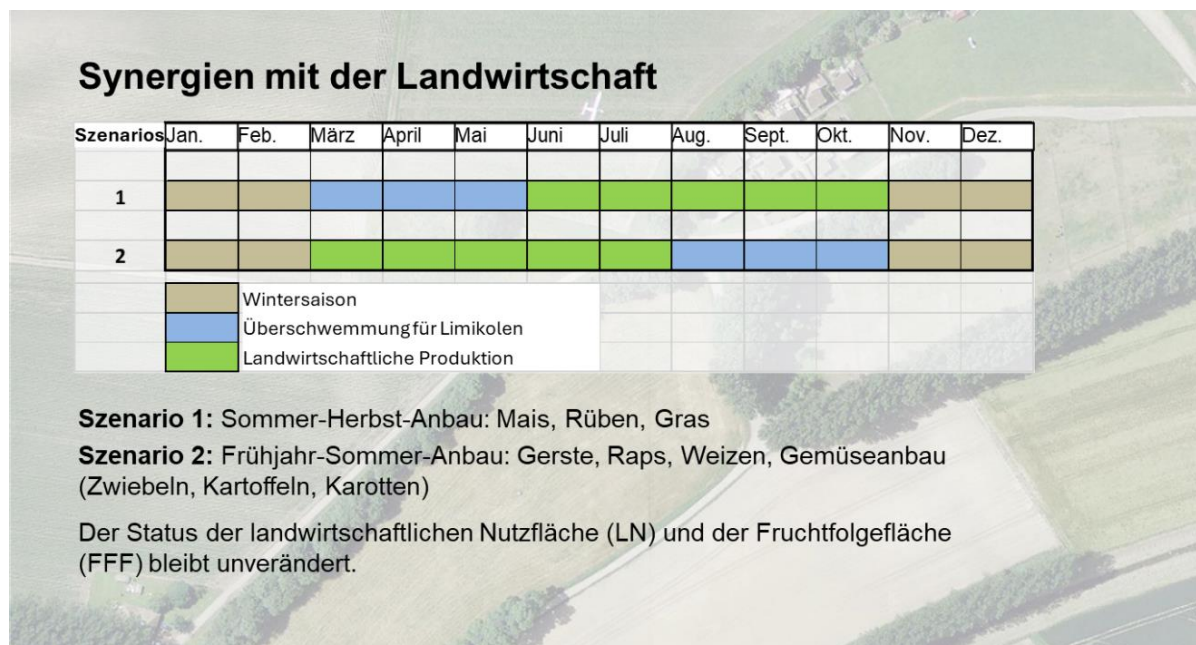 Synergien mit der Landwirtschaft
Szenarios Jan. Feb. März April Mai Juni Juli Aug. Sept. Okt. Nov. Dez.
1
2
Wintersaison
Überschwemmung für Limikolen
Landwirtschaftliche Produktion
Szenario 1: Sommer-Herbst-Anbau: Mais, Rüben, Gras
Szenario 2: Frühjahr-Sommer-Anbau: Gerste, Raps, Weizen, Gemüseanbau
(Zwiebeln, Kartoffeln, Karotten)
Der Status der landwirtschaftlichen Nutzfläche (LN) und der Fruchtfolgefläche
(FFF) bleibt unverändert.